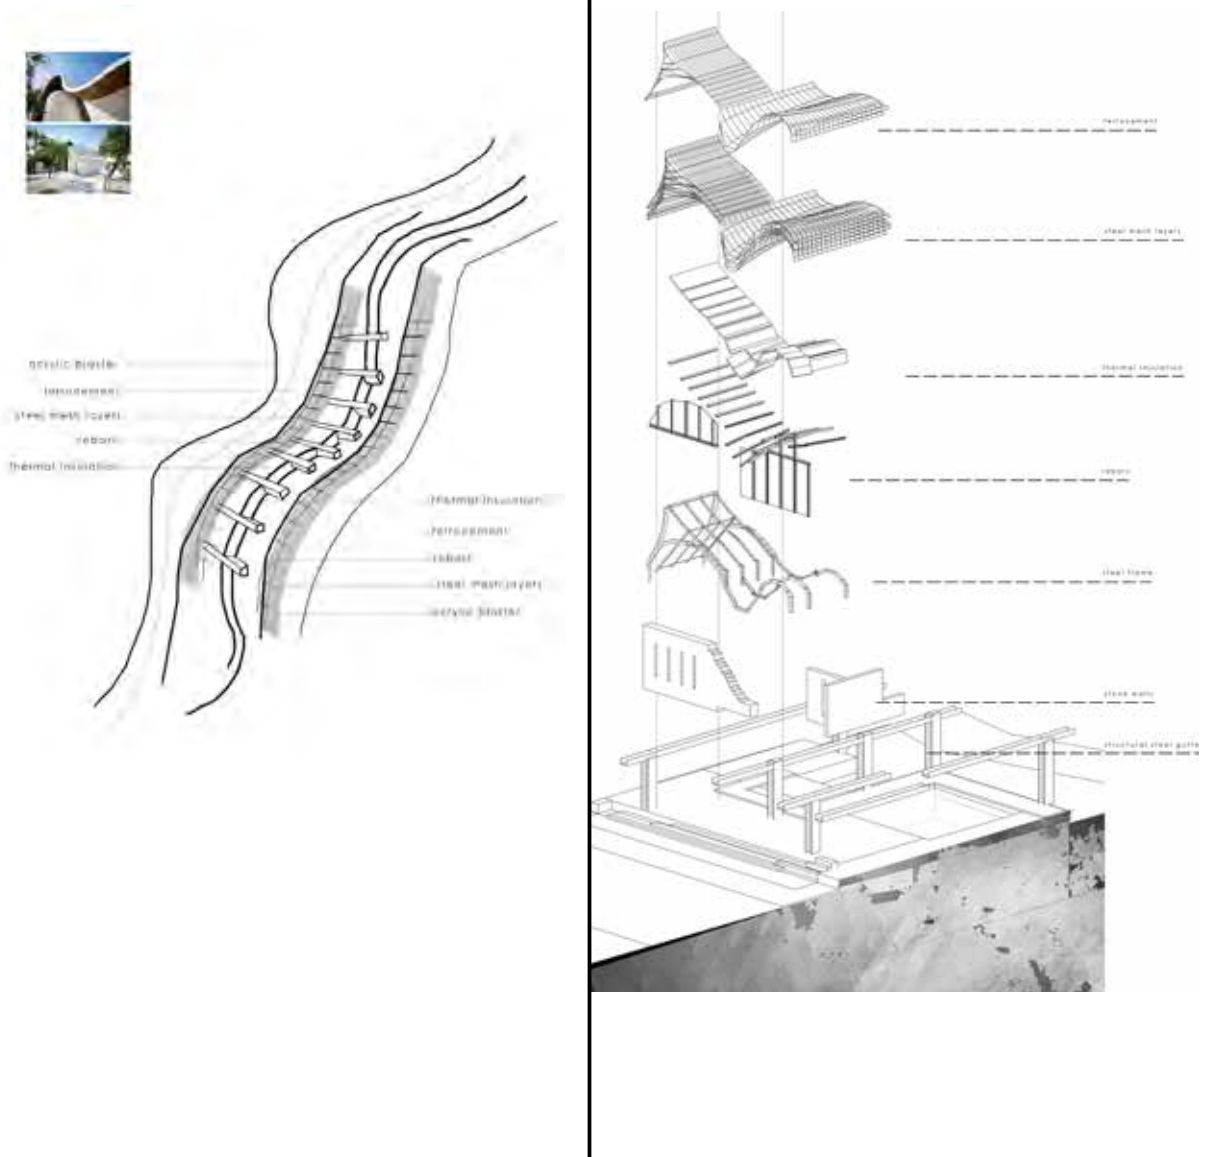 acrylic plaster
ferrocement
steel mesh layers
rebars
thermal insulation
thermal insulation
ferrocement
rebars
steel mesh layers
acrylic plaster
ferrocement
steel mesh layers
thermal insulation
rebars
steel frame
stone walls
structural steel gutte